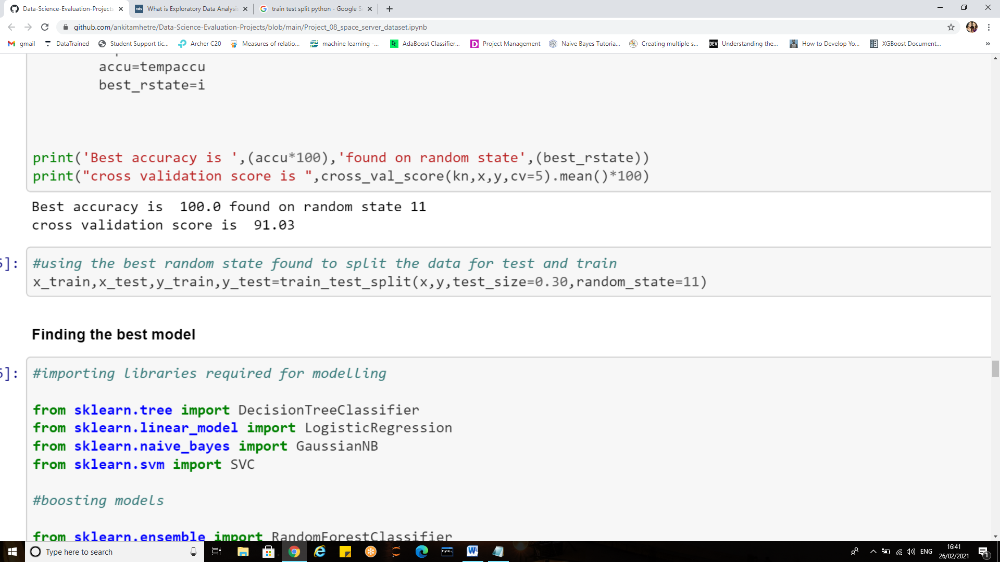 Data-Science-Evaluation-Projects
What is Exploratory Data Analysis
train test split python - Google S
github.com/ankitamhetre/Data-Science-Evaluation-Projects/blob/main/Project_08_space_server_dataset.ipynb
gmail
DataTrained
Student Support tic...
Archer C20
Measures of relatio...
machine learning -...
AdaBoost Classifier...
Project Management
Naive Bayes Tutoria...
Creating multiple s...
Understanding the...
How to Develop Yo...
XGBoost Document...
»
accu=tempaccu
best_rstate=i
print('Best accuracy is ',(accu*100),'found on random state',(best_rstate))
print("cross validation score is ",cross_val_score(kn,x,y,cv=5).mean()*100)
Best accuracy is  100.0 found on random state 11
cross validation score is  91.03
5]:
#using the best random state found to split the data for test and train
x_train,x_test,y_train,y_test=train_test_split(x,y,test_size=0.30,random_state=11)
Finding the best model
6]:
#importing libraries required for modelling
from sklearn.tree import DecisionTreeClassifier
from sklearn.linear_model import LogisticRegression
from sklearn.naive_bayes import GaussianNB
from sklearn.svm import SVC
#boosting models
from sklearn.ensemble import RandomForestClassifier
Type here to search
ENG
16:41
26/02/2021
1